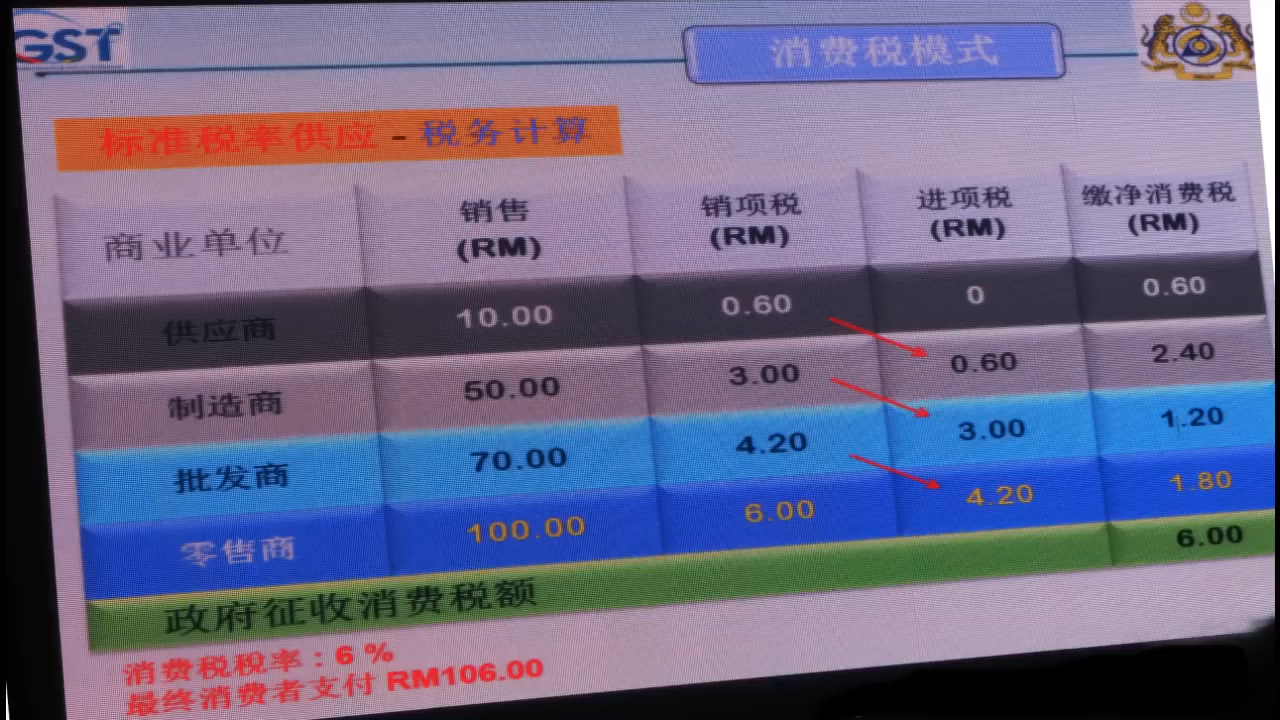 GST
消费税模式
标准税率供应 - 税务计算
商业单位 销售 (RM) 销项税 (RM) 进项税 (RM) 缴净消费税 (RM)
供应商 10.00 0.60 0 0.60
制造商 50.00 3.00 0.60 2.40
批发商 70.00 4.20 3.00 1.20
零售商 100.00 6.00 4.20 1.80
政府征收消费税额 6.00
消费税税率 : 6 %
最终消费者支付 RM106.00